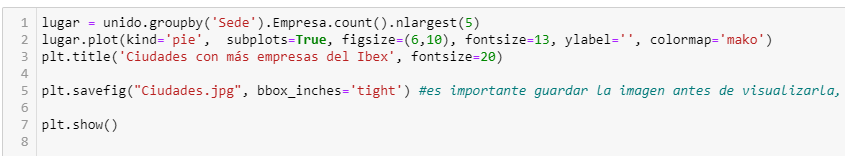 1 lugar = unido.groupby('Sede').Empresa.count().nlargest(5)
2 lugar.plot(kind='pie',  subplots=True, figsize=(6,10), fontsize=13, ylabel='', colormap='mako')
3 plt.title('Ciudades con más empresas del Ibex', fontsize=20)
4
5 plt.savefig("Ciudades.jpg", bbox_inches='tight') #es importante guardar la imagen antes de visualizarla,
6
7 plt.show()
8